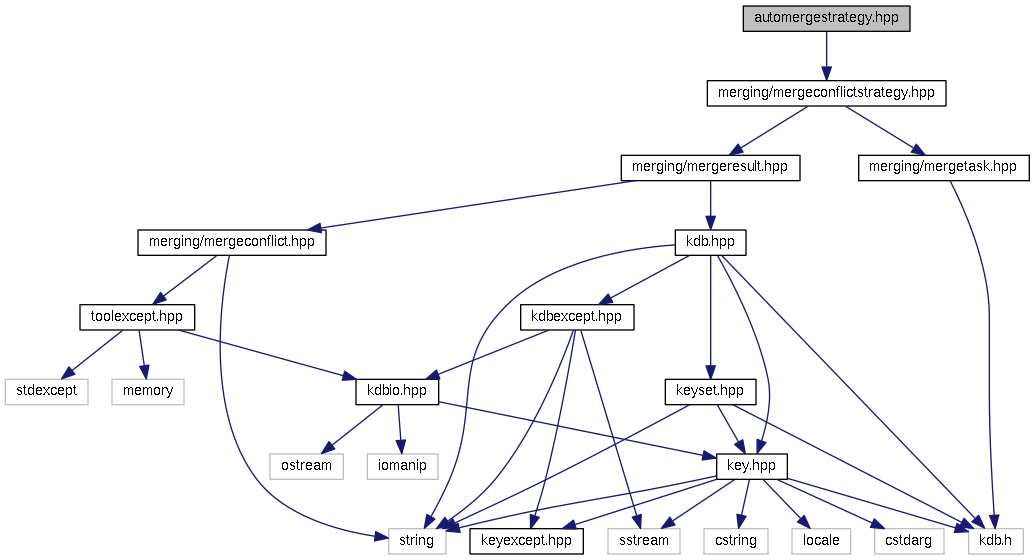 automergestrategy.hpp
merging/mergeconflictstrategy.hpp
merging/mergeresult.hpp
merging/mergetask.hpp
merging/mergeconflict.hpp
kdb.hpp
toolexcept.hpp
kdbexcept.hpp
stdexcept
memory
kdbio.hpp
keyset.hpp
ostream
iomanip
key.hpp
string
keyexcept.hpp
sstream
cstring
locale
cstdarg
kdb.h